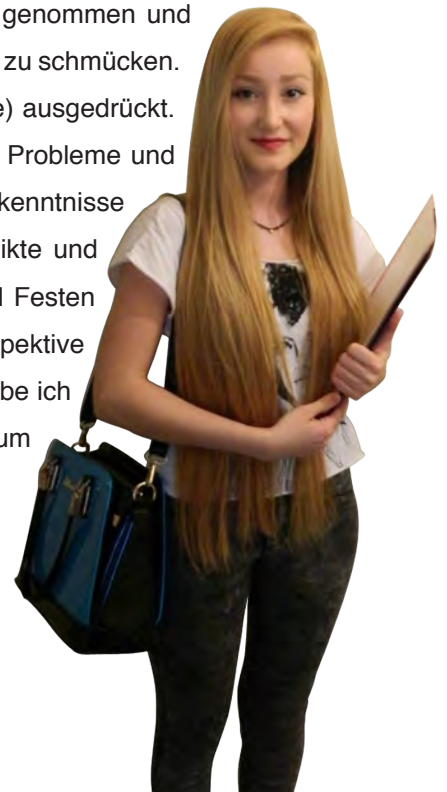 genommen und
zu schmücken.
e) ausgedrückt.
Probleme und
kenntnisse
ikte und
l Festen
pektive
be ich
um